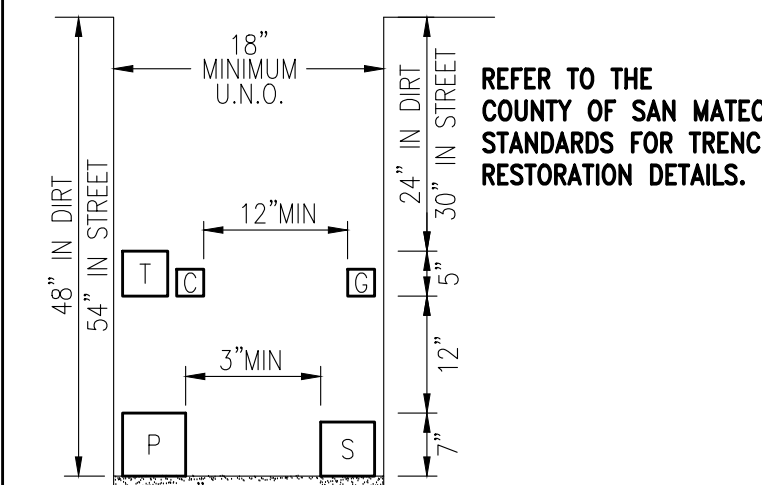 18"
MINIMUM
U.N.O.
48" IN DIRT
54" IN STREET
24" IN DIRT
30" IN STREET
REFER TO THE
COUNTY OF SAN MATEO
STANDARDS FOR TRENC
RESTORATION DETAILS.
12"MIN
T
C
G
5"
12"
3"MIN
P
S
7"